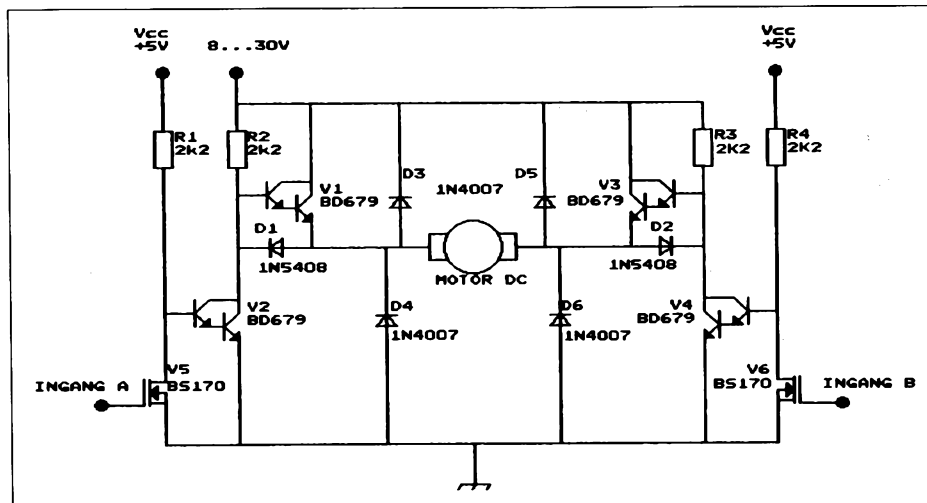 Vcc
+5V
8...30V
Vcc
+5V
R1
2k2
R2
2k2
R3
2K2
R4
2K2
D3
1N4007
D5
V1
BD679
V3
BD679
D1
1N5408
D2
1N5408
MOTOR DC
V2
BD679
D4
1N4007
D6
1N4007
V4
BD679
V5
BS170
V6
BS170
INGANG A
INGANG B